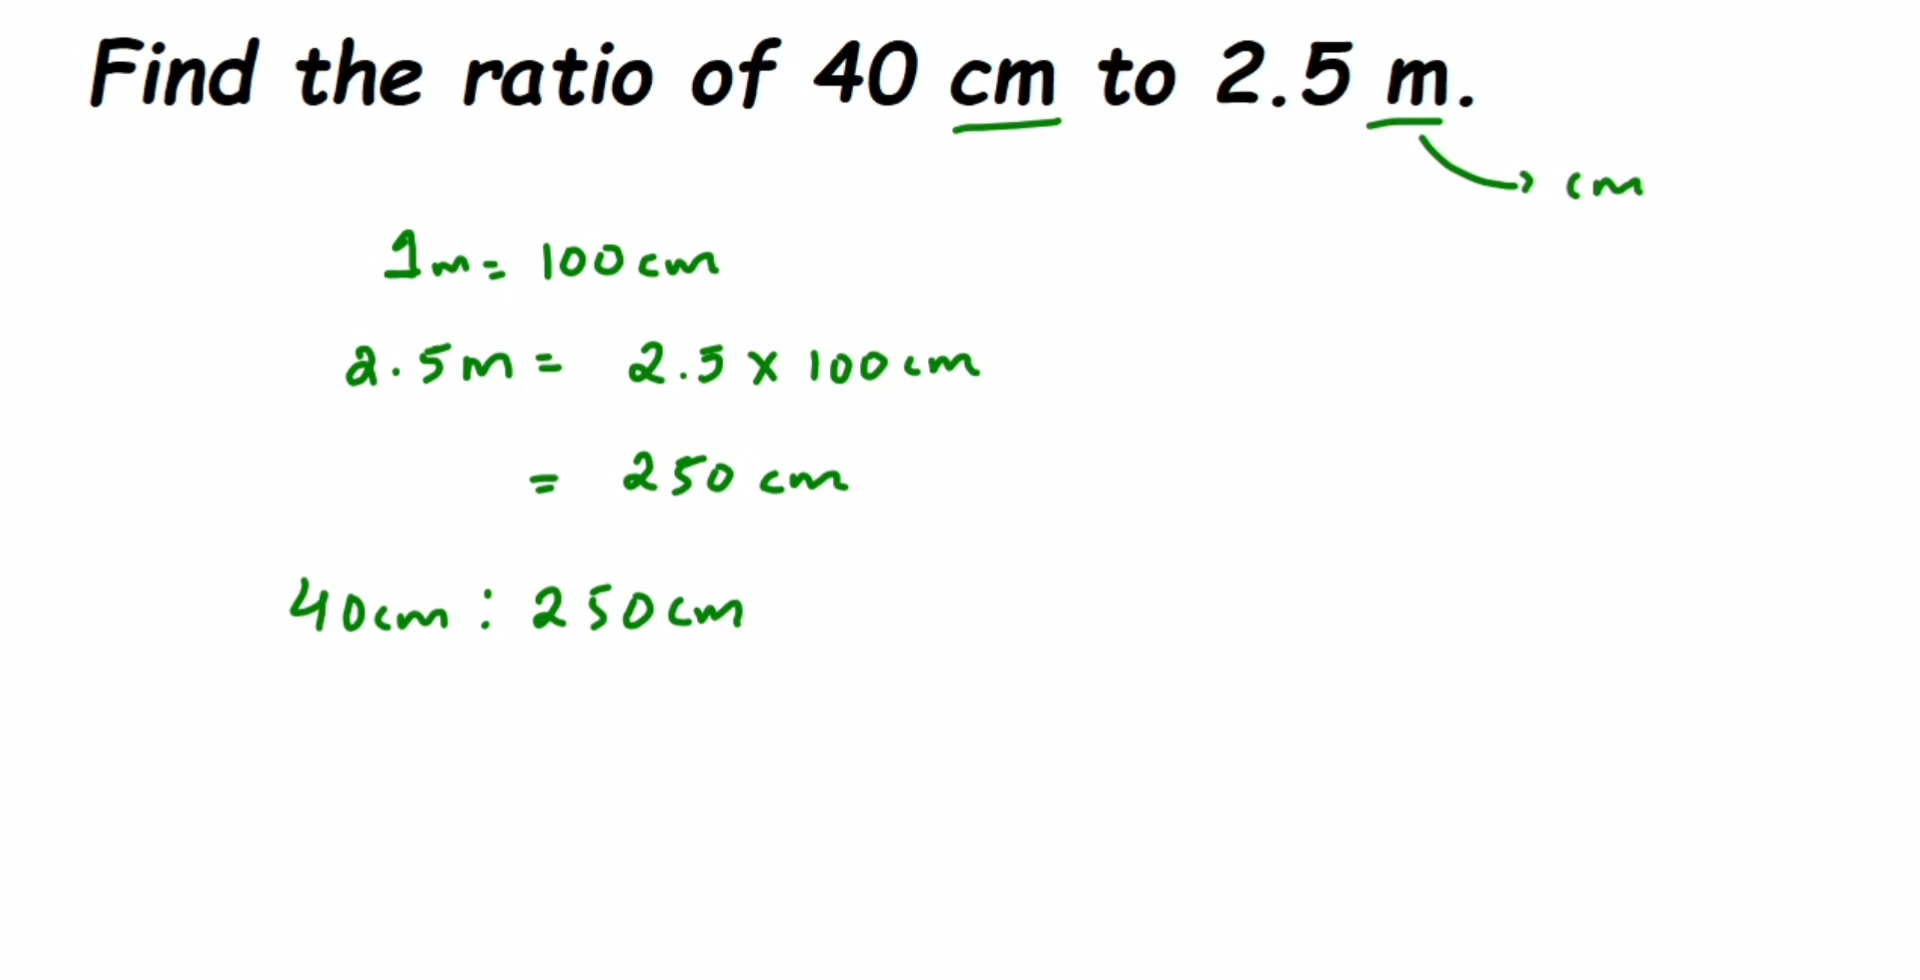 Find the ratio of 40 cm to 2.5 m.
cm
1m = 100cm
2.5m = 2.5 x 100cm
= 250 cm
40cm : 250cm